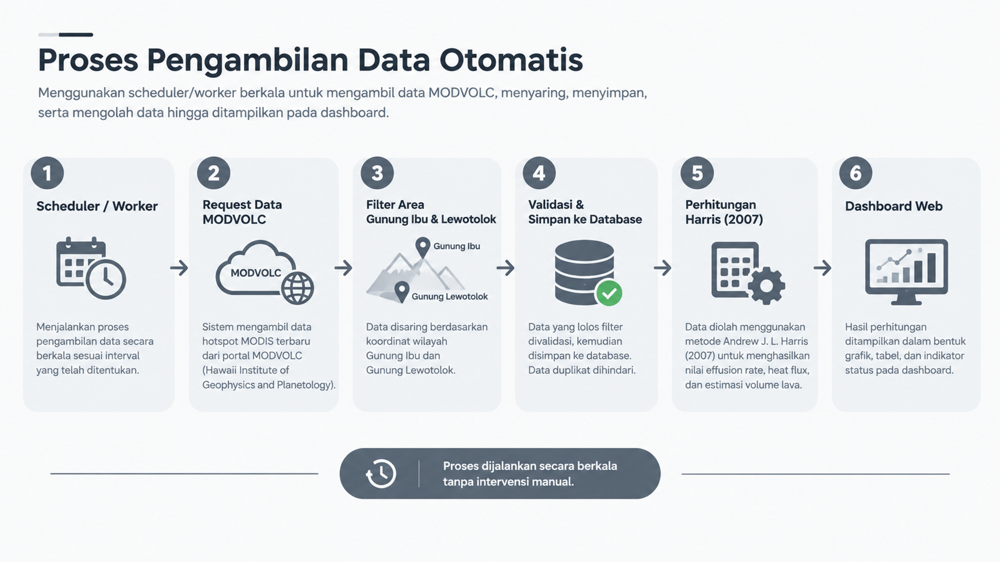 Proses Pengambilan Data Otomatis
Menggunakan scheduler/worker berkala untuk mengambil data MODVOLC, menyaring, menyimpan,
serta mengolah data hingga ditampilkan pada dashboard.
1
Scheduler / Worker
Menjalankan proses
pengambilan data secara
berkala sesuai interval
yang telah ditentukan.
2
Request Data
MODVOLC
MODVOLC
Sistem mengambil data
hotspot MODIS terbaru
dari portal MODVOLC
(Hawaii Institute of
Geophysics and Planetology).
3
Filter Area
Gunung Ibu & Lewotolok
Gunung Ibu
Gunung Lewotolok
Data disaring berdasarkan
koordinat wilayah
Gunung Ibu dan
Gunung Lewotolok.
4
Validasi &
Simpan ke Database
Data yang lolos filter
divalidasi, kemudian
disimpan ke database.
Data duplikat dihindari.
5
Perhitungan
Harris (2007)
Data diolah menggunakan
metode Andrew J. L. Harris
(2007) untuk menghasilkan
nilai effusion rate, heat flux,
dan estimasi volume lava.
6
Dashboard Web
Hasil perhitungan
ditampilkan dalam bentuk
grafik, tabel, dan indikator
status pada dashboard.
Proses dijalankan secara berkala
tanpa intervensi manual.